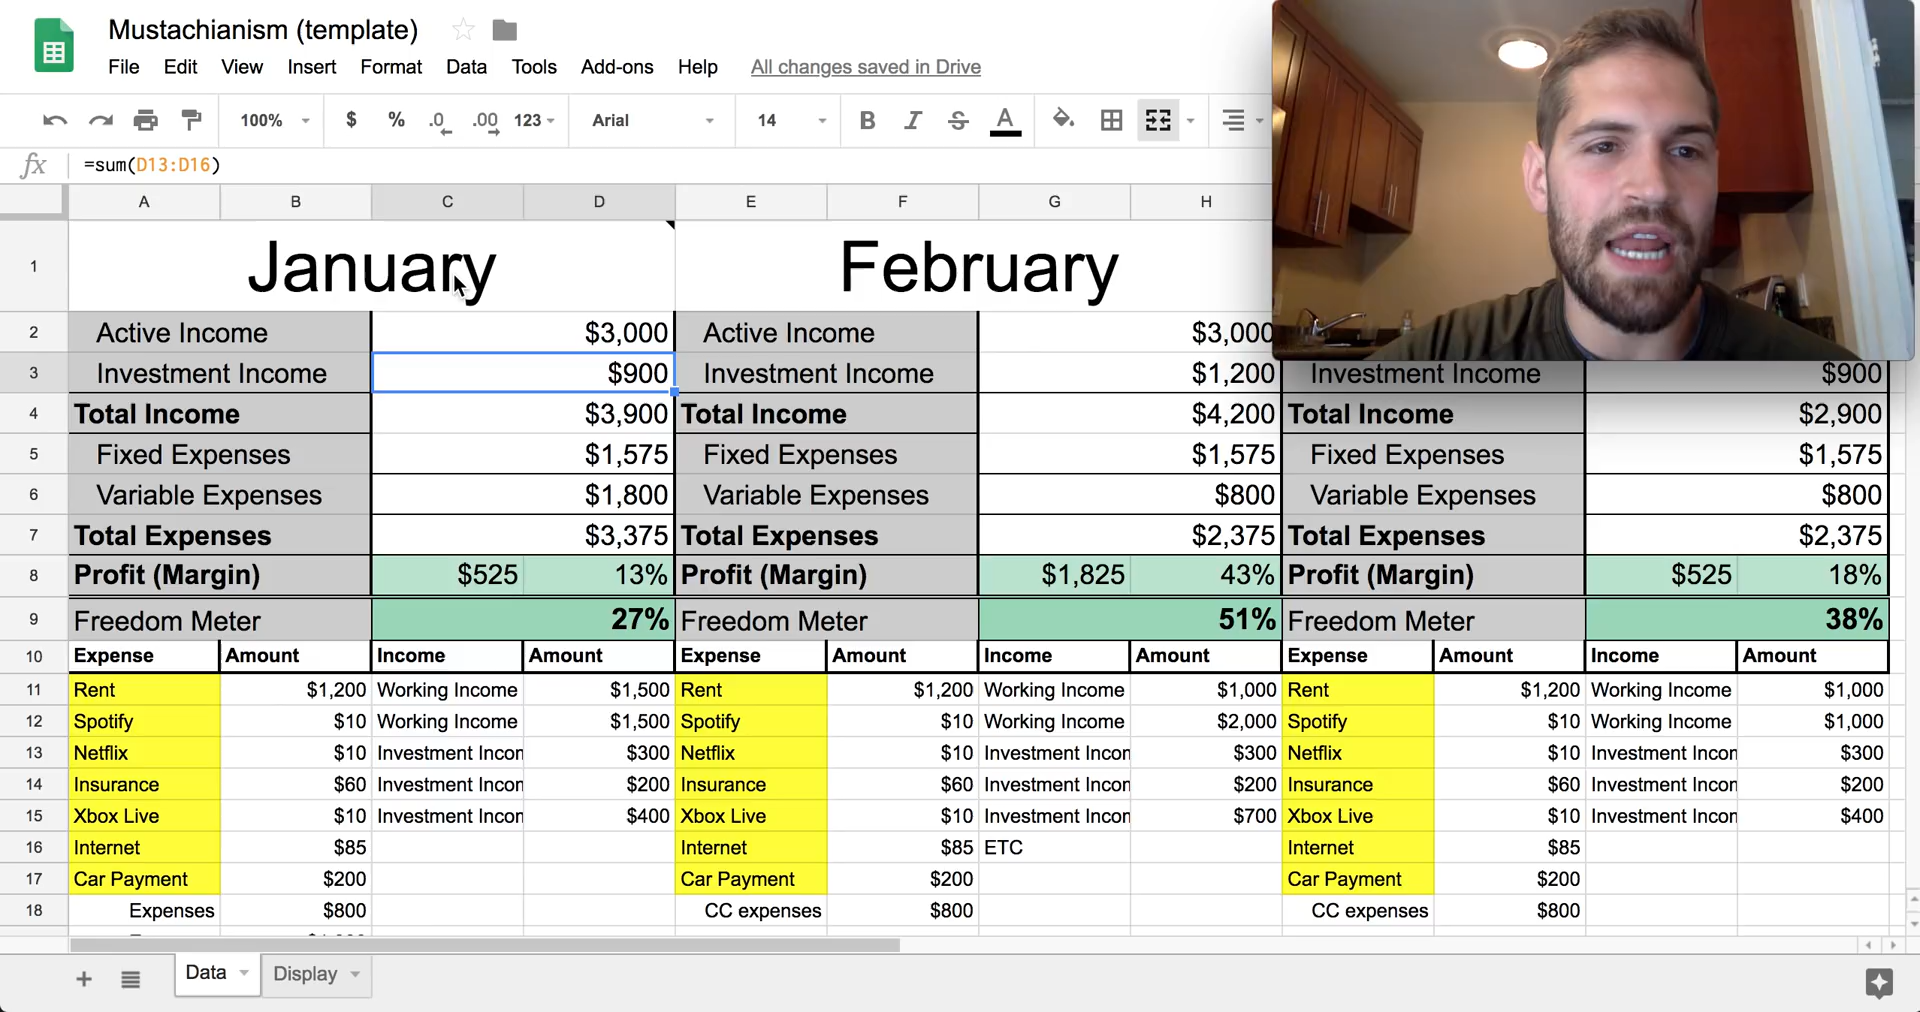 Mustachianism (template)
File Edit View Insert Format Data Tools Add-ons Help All changes saved in Drive
100% $ % .0 .00 123 Arial 14 B I S A
fx =sum(D13:D16)
A B C D E F G H
1 January February
2 Active Income $3,000 Active Income $3,000
3 Investment Income $900 Investment Income $1,200 Investment Income $900
4 Total Income $3,900 Total Income $4,200 Total Income $2,900
5 Fixed Expenses $1,575 Fixed Expenses $1,575 Fixed Expenses $1,575
6 Variable Expenses $1,800 Variable Expenses $800 Variable Expenses $800
7 Total Expenses $3,375 Total Expenses $2,375 Total Expenses $2,375
8 Profit (Margin) $525 13% Profit (Margin) $1,825 43% Profit (Margin) $525 18%
9 Freedom Meter 27% Freedom Meter 51% Freedom Meter 38%
10 Expense Amount Income Amount Expense Amount Income Amount Expense Amount Income Amount
11 Rent $1,200 Working Income $1,500 Rent $1,200 Working Income $1,000 Rent $1,200 Working Income $1,000
12 Spotify $10 Working Income $1,500 Spotify $10 Working Income $2,000 Spotify $10 Working Income $1,000
13 Netflix $10 Investment Incon $300 Netflix $10 Investment Incon $300 Netflix $10 Investment Incon $300
14 Insurance $60 Investment Incon $200 Insurance $60 Investment Incon $200 Insurance $60 Investment Incon $200
15 Xbox Live $10 Investment Incon $400 Xbox Live $10 Investment Incon $700 Xbox Live $10 Investment Incon $400
16 Internet $85 Internet $85 ETC Internet $85
17 Car Payment $200 Car Payment $200 Car Payment $200
18 Expenses $800 CC expenses $800 CC expenses $800
Data Display